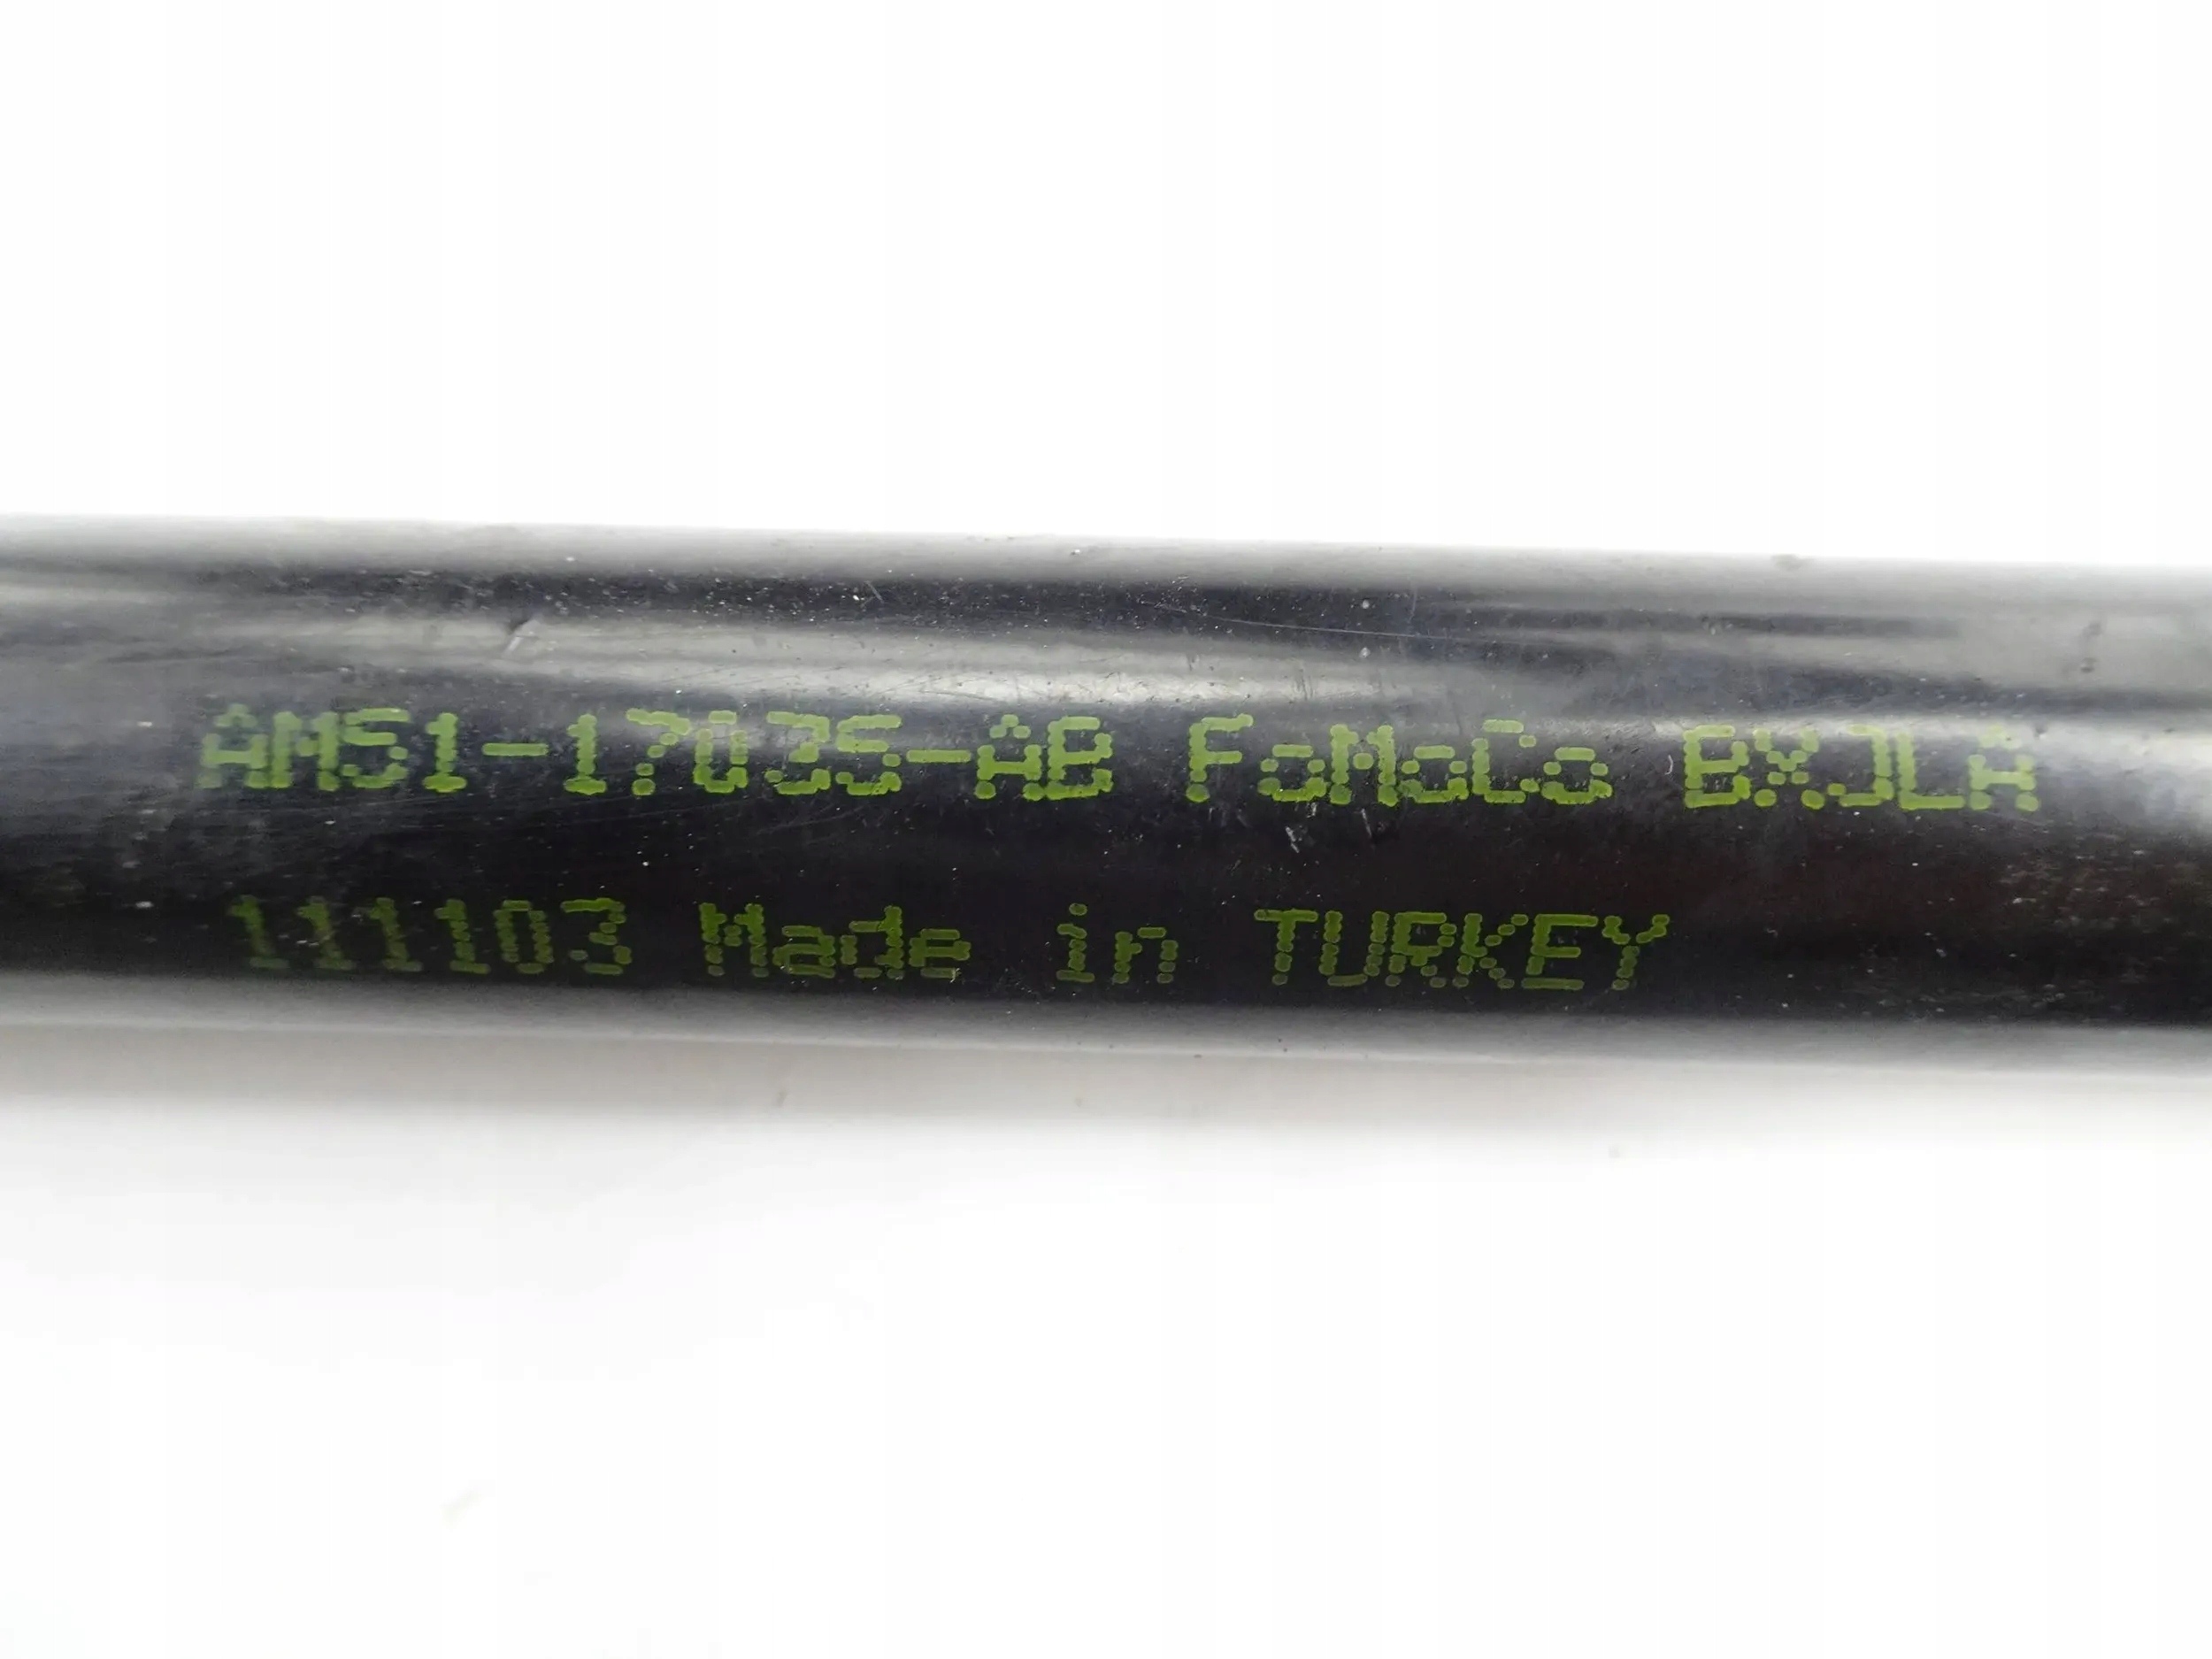 AM51-17035-AB FoMoCo BXJLA
111103 Made in TURKEY